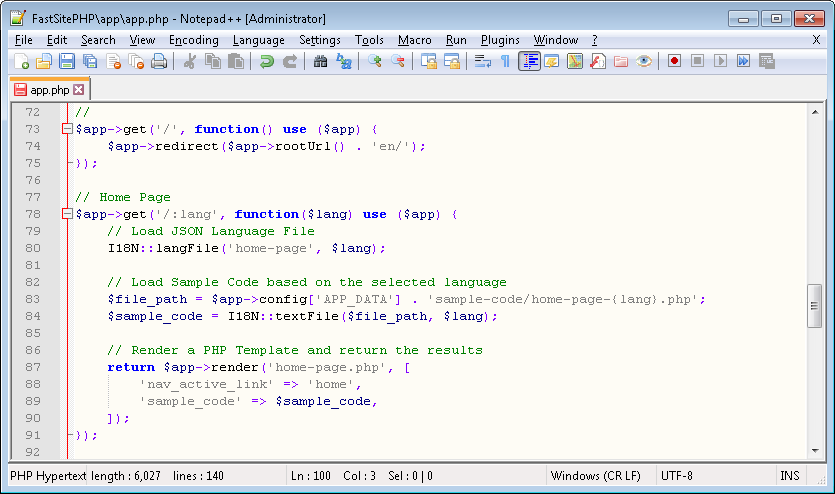 FastSitePHP\app\app.php - Notepad++ [Administrator]
File Edit Search View Encoding Language Settings Tools Macro Run Plugins Window ? X
app.php
72 //
73 $app->get('/', function() use ($app) {
74     $app->redirect($app->rootUrl() . 'en/');
75 });
76
77 // Home Page
78 $app->get('/:lang', function($lang) use ($app) {
79     // Load JSON Language File
80     I18N::langFile('home-page', $lang);
81
82     // Load Sample Code based on the selected language
83     $file_path = $app->config['APP_DATA'] . 'sample-code/home-page-{lang}.php';
84     $sample_code = I18N::textFile($file_path, $lang);
85
86     // Render a PHP Template and return the results
87     return $app->render('home-page.php', [
88         'nav_active_link' => 'home',
89         'sample_code' => $sample_code,
90     ]);
91 });
92
PHP Hypertext length : 6,027 lines : 140 Ln : 100 Col : 3 Sel : 0 | 0 Windows (CR LF) UTF-8 INS